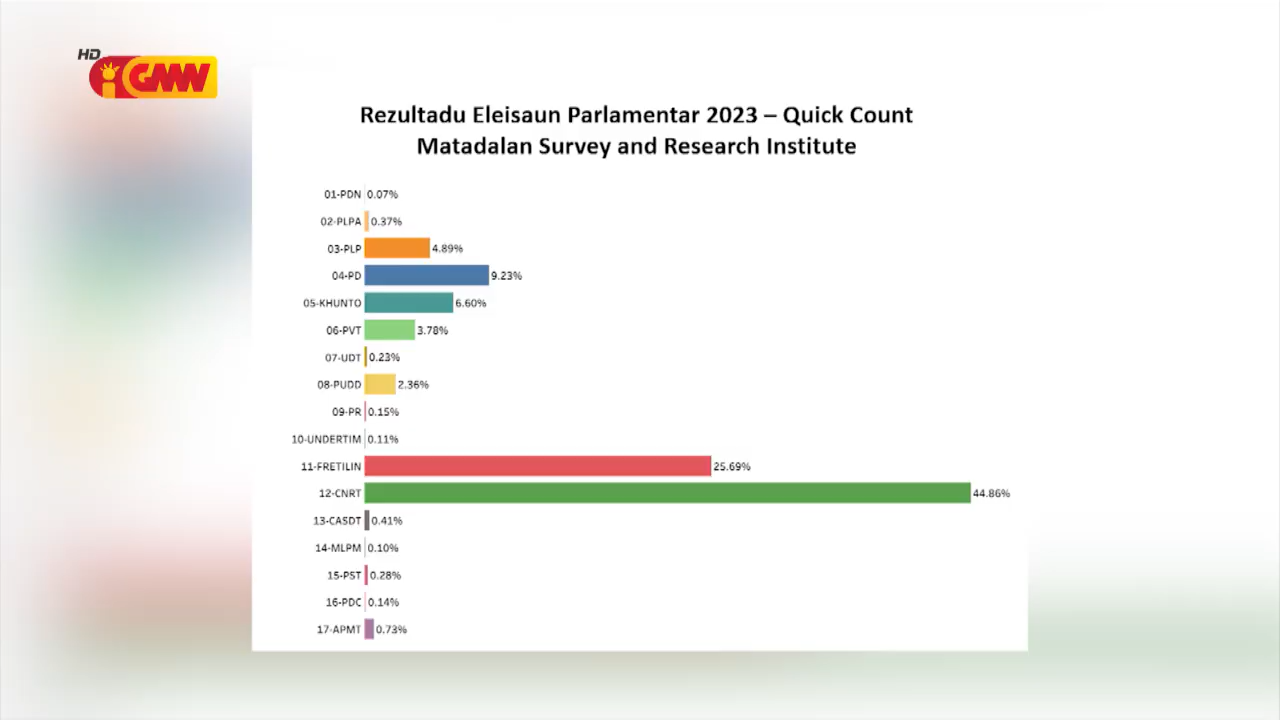 HD
GMN
Rezultadu Eleisaun Parlamentar 2023 – Quick Count
Matadalan Survey and Research Institute
01-PDN 0.07%
02-PLPA 0.37%
03-PLP 4.89%
04-PD 9.23%
05-KHUNTO 6.60%
06-PVT 3.78%
07-UDT 0.23%
08-PUDD 2.36%
09-PR 0.15%
10-UNDERTIM 0.11%
11-FRETILIN 25.69%
12-CNRT 44.86%
13-CASDT 0.41%
14-MLPM 0.10%
15-PST 0.28%
16-PDC 0.14%
17-APMT 0.73%